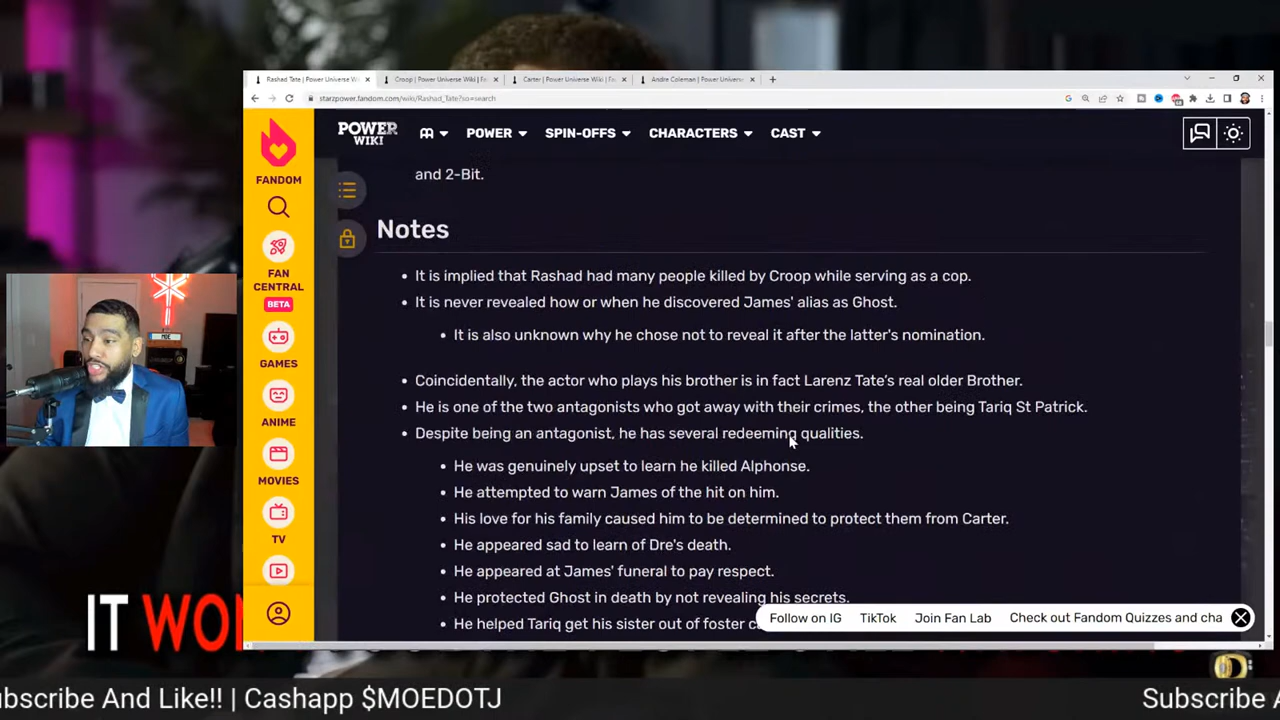 Rashad Tate | Power Universe Wi
Croop | Power Universe Wiki | Fa
Carter | Power Universe Wiki | Fan
Andre Coleman | Power Universe
starzpower.fandom.com/wiki/Rashad_Tate?so=search
POWER
WIKI
POWER
SPIN-OFFS
CHARACTERS
CAST
FANDOM
FAN
CENTRAL
BETA
GAMES
ANIME
MOVIES
TV
and 2-Bit.
Notes
It is implied that Rashad had many people killed by Croop while serving as a cop.
It is never revealed how or when he discovered James' alias as Ghost.
It is also unknown why he chose not to reveal it after the latter's nomination.
Coincidentally, the actor who plays his brother is in fact Larenz Tate's real older Brother.
He is one of the two antagonists who got away with their crimes, the other being Tariq St Patrick.
Despite being an antagonist, he has several redeeming qualities.
He was genuinely upset to learn he killed Alphonse.
He attempted to warn James of the hit on him.
His love for his family caused him to be determined to protect them from Carter.
He appeared sad to learn of Dre's death.
He appeared at James' funeral to pay respect.
He protected Ghost in death by not revealing his secrets.
He helped Tariq get his sister out of foster c
Follow on IG
TikTok
Join Fan Lab
Check out Fandom Quizzes and cha
MOE
IT WON
ubscribe And Like!! | Cashapp $MOEDOTJ
Subscribe A